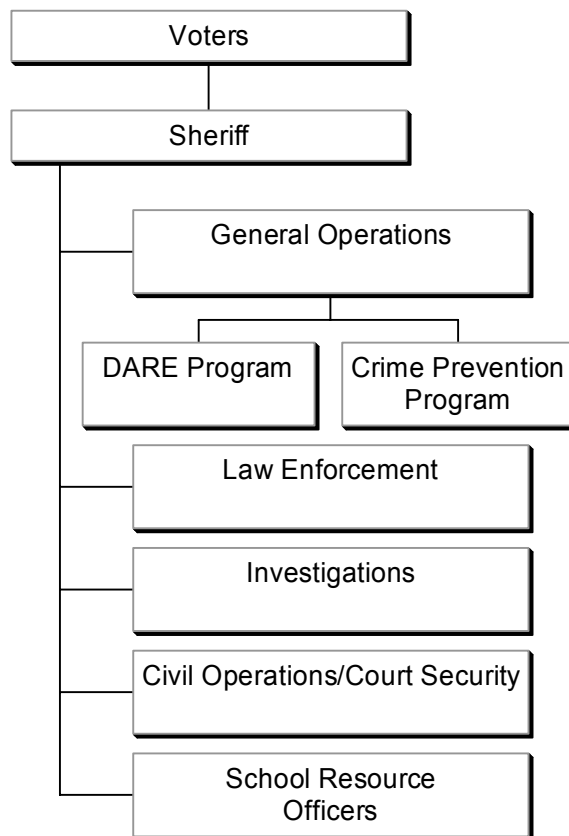 Voters
Sheriff
General Operations
DARE Program
Crime Prevention
Program
Law Enforcement
Investigations
Civil Operations/Court Security
School Resource
Officers